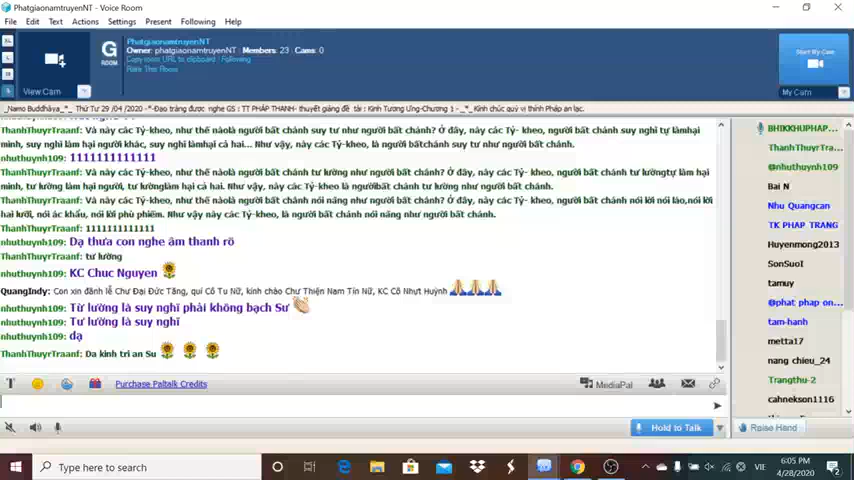 PhatgiaonamtruyenNT - Voice Room
File Edit Text Actions Settings Present Following Help
PhatgiaonamtruyenNT
Owner: phatgiaonamtruyenNT | Members: 23 | Cams: 0
Copy room URL to clipboard | Following
Rate This Room
G
ROOM
View Cam
Start My Cam
My Cam
_Namo Buddhàya_*_ Thứ Tư 29 /04 /2020 -*-Đạo tràng được nghe GS : TT PHÁP THANH- thuyết giảng đề tài : Kinh Tương Ưng-Chương 1 - _*_Kính chúc quý vị thính Pháp an lạc.
ThanhThuyrTraanf: Và này các Tỷ-kheo, như thế nàolà người bất chánh suy tư như người bất chánh? Ở đây, này các Tỷ- kheo, người bất chánh suy nghĩ tự làmhại
mình, suy nghĩ làm hại người khác, suy nghĩ làmhại cả hai... Như vậy, này các Tỷ-kheo, là người bấtchánh suy tư như người bất chánh.
nhuthuynh109: 1111111111111
ThanhThuyrTraanf: Và này các Tỷ-kheo, như thế nàolà người bất chánh tư lường như người bất chánh? Ở đây, này các Tỷ- kheo, người bất chánh tư lườngtự làm hại
mình, tư lường làm hại người, tư lườnglàm hại cả hai. Như vậy, này các Tỷ-kheo là ngườibất chánh tư lường như người bất chánh.
ThanhThuyrTraanf: Và này các Tỷ-kheo, như thế nàolà người bất chánh nói năng như người bất chánh? Ở đây, này các Tỷ- kheo, người bất chánh nói lời nói láo,nói lời
hai lưỡi, nói ác khẩu, nói lời phù phiếm. Như vậy này các Tỷ-kheo, là người bất chánh nói năng như người bất chánh.
ThanhThuyrTraanf: 1111111111111
nhuthuynh109: Dạ thưa con nghe âm thanh rõ
ThanhThuyrTraanf: tư lường
nhuthuynh109: KC Chuc Nguyen
QuangIndy: Con xin đảnh lễ Chư Đại Đức Tăng, quí Cô Tu Nữ, kính chào Chư Thiện Nam Tín Nữ, KC Cô Nhựt Huỳnh
nhuthuynh109: Từ lường là suy nghĩ phải không bạch Sư
nhuthuynh109: Tư lường là suy nghĩ
nhuthuynh109: dạ
ThanhThuyrTraanf: Da kinh tri an Su
BHIKKHUPHAP...
ThanhThuyrTra...
@nhuthuynh109
Bai N
Nhu Quangcan
TK PHAP TRANG
Huyenmong2013
SonSuoI
tamuy
@phat phap on...
tam-hanh
metta17
nang chieu_24
Trangthu-2
cahnekson1116
T
Purchase Paltalk Credits
MediaPal
Hold to Talk
Raise Hand
Type here to search
VIE
6:05 PM
4/28/2020